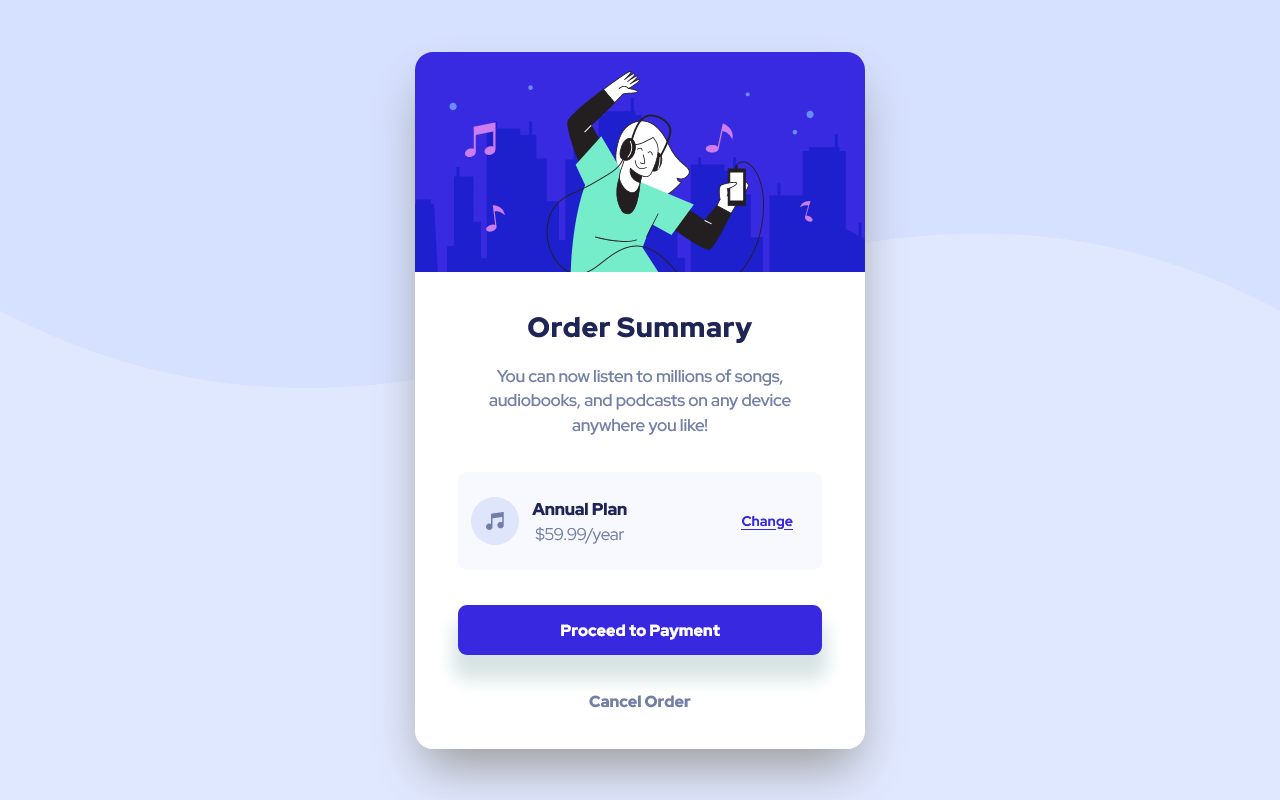 Order Summary
You can now listen to millions of songs,
audiobooks, and podcasts on any device
anywhere you like!
Annual Plan
$59.99/year
Change
Proceed to Payment
Cancel Order